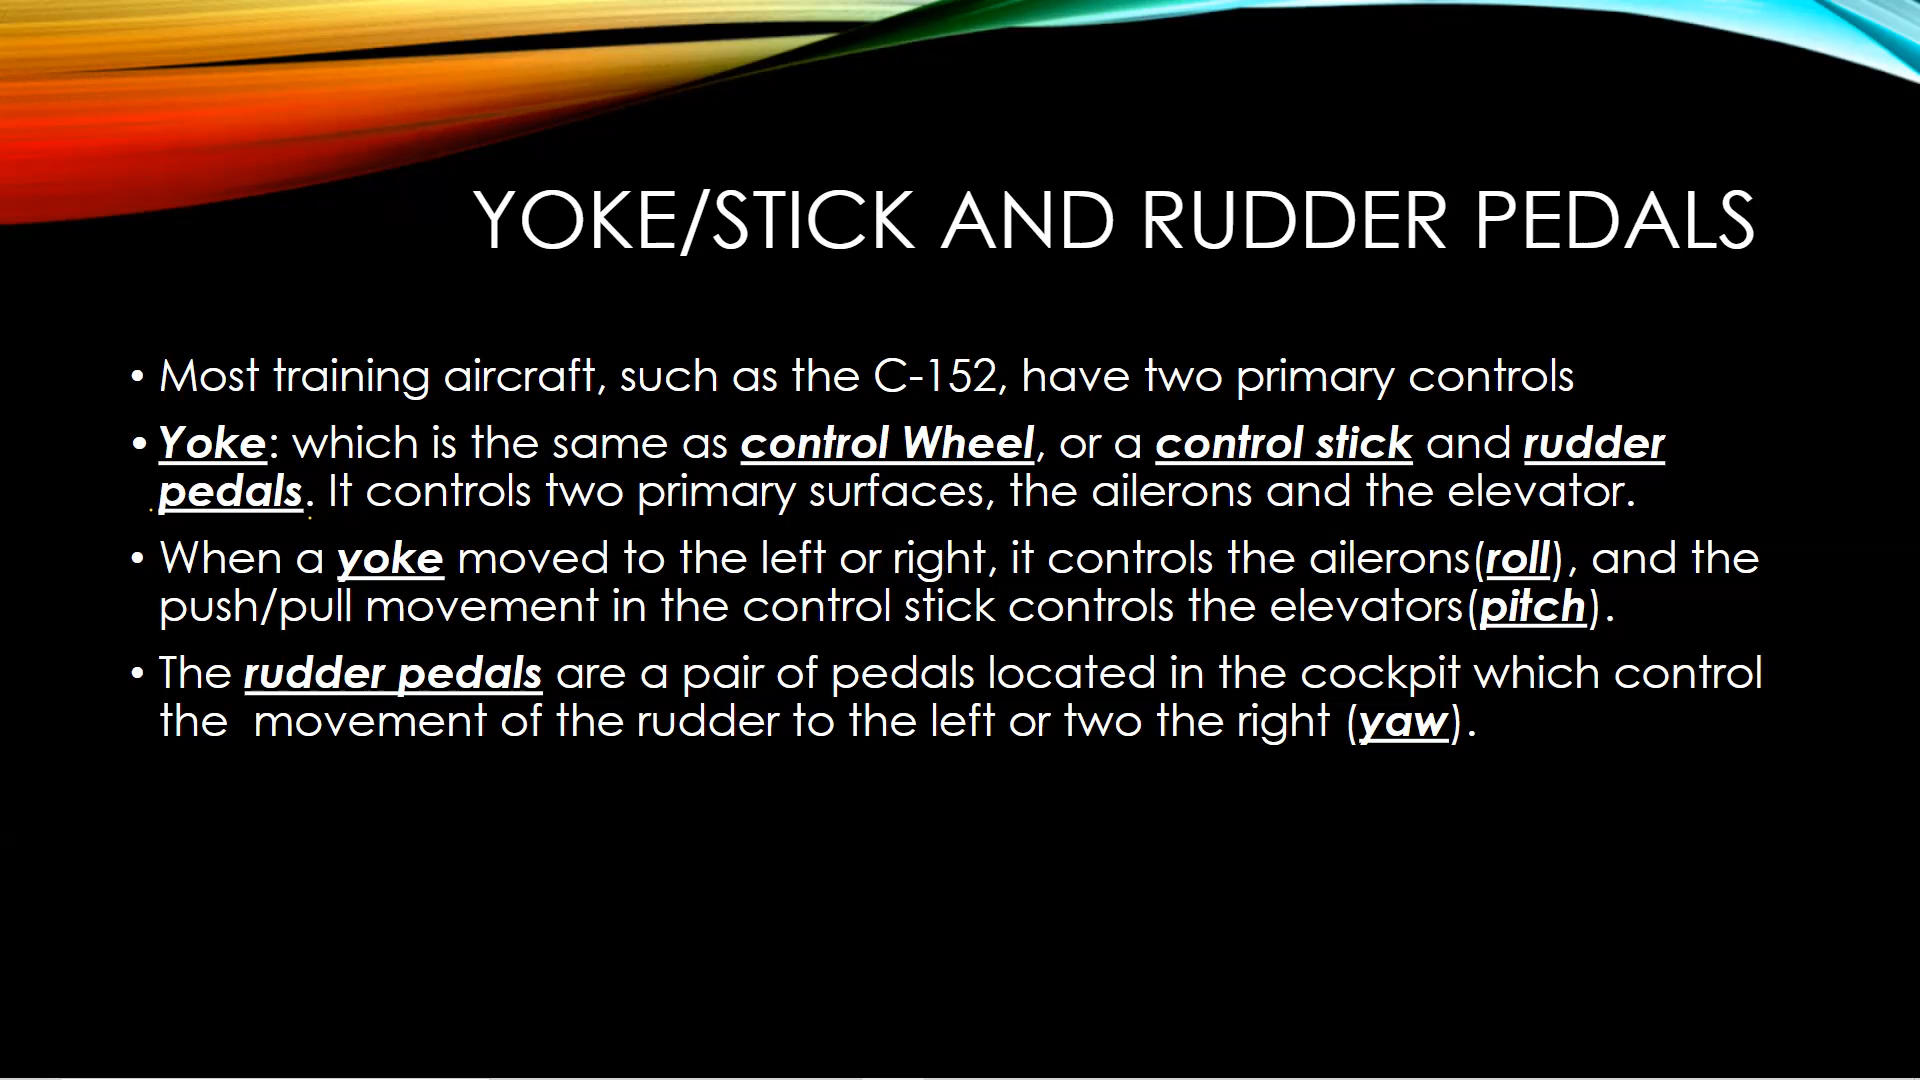 YOKE/STICK AND RUDDER PEDALS
• Most training aircraft, such as the C-152, have two primary controls
• Yoke: which is the same as control Wheel, or a control stick and rudder
pedals. It controls two primary surfaces, the ailerons and the elevator.
• When a yoke moved to the left or right, it controls the ailerons(roll), and the
push/pull movement in the control stick controls the elevators(pitch).
• The rudder pedals are a pair of pedals located in the cockpit which control
the  movement of the rudder to the left or two the right (yaw).